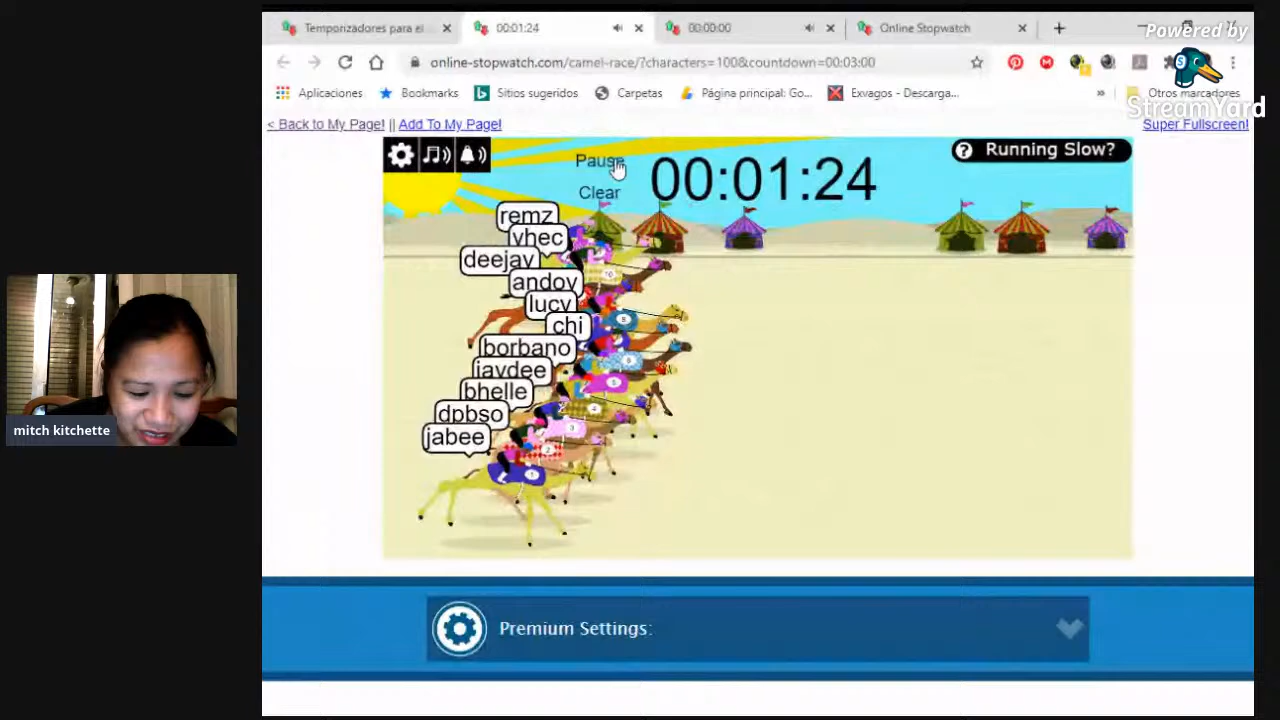 Temporizadores para el
00:01:24
00:00:00
Online Stopwatch
Powered by
StreamYard
online-stopwatch.com/camel-race/?characters=100&countdown=00:03:00
Aplicaciones
Bookmarks
Sitios sugeridos
Carpetas
Página principal: Go...
Exvagos - Descarga...
»
Otros marcadores
< Back to My Page! || Add To My Page!
Super Fullscreen!
Pause
Clear
00:01:24
? Running Slow?
remz
vhec
deejay
andoy
lucy
chi
borbano
jaydee
bhelle
dpbso
jabee
mitch kitchette
Premium Settings: